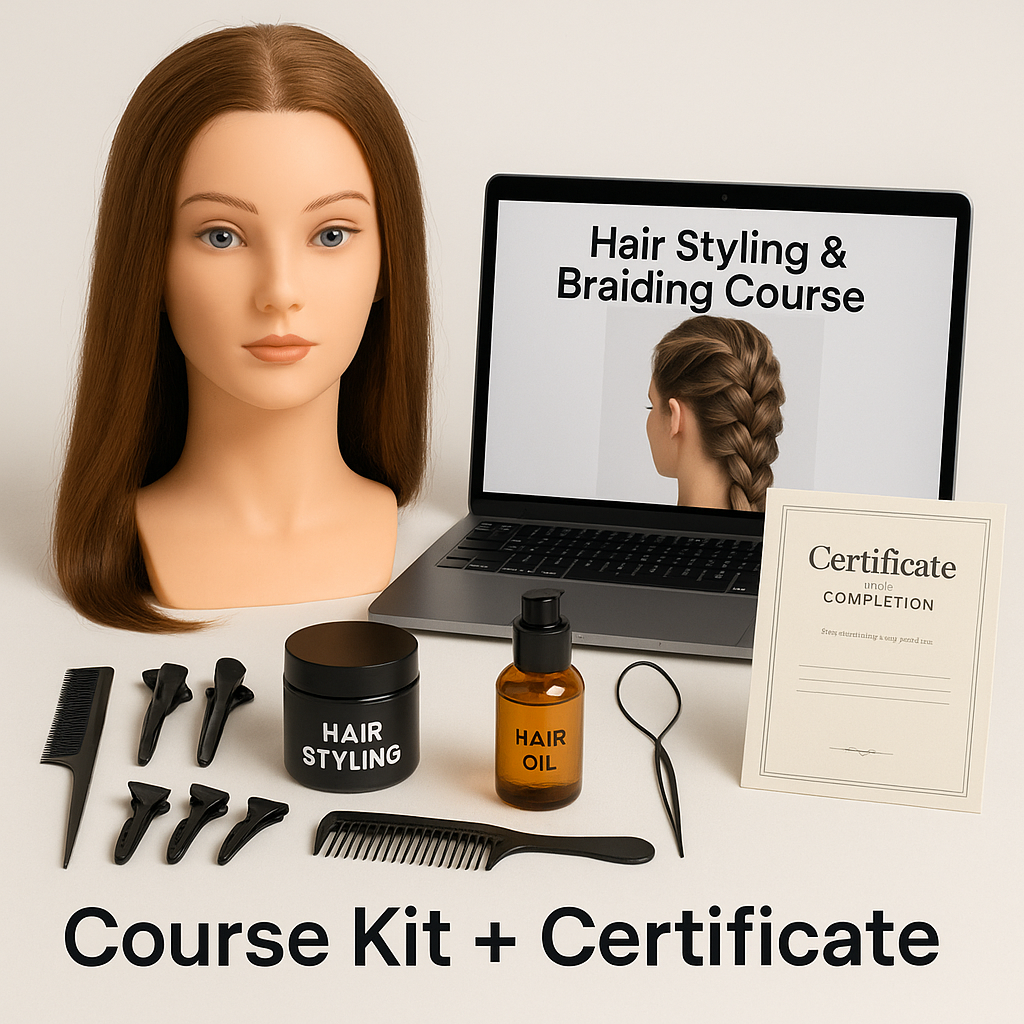 Hair Styling &
Braiding Course
Certificate
COMPLETION
HAIR
STYLING
HAIR
OIL
Course Kit + Certificate